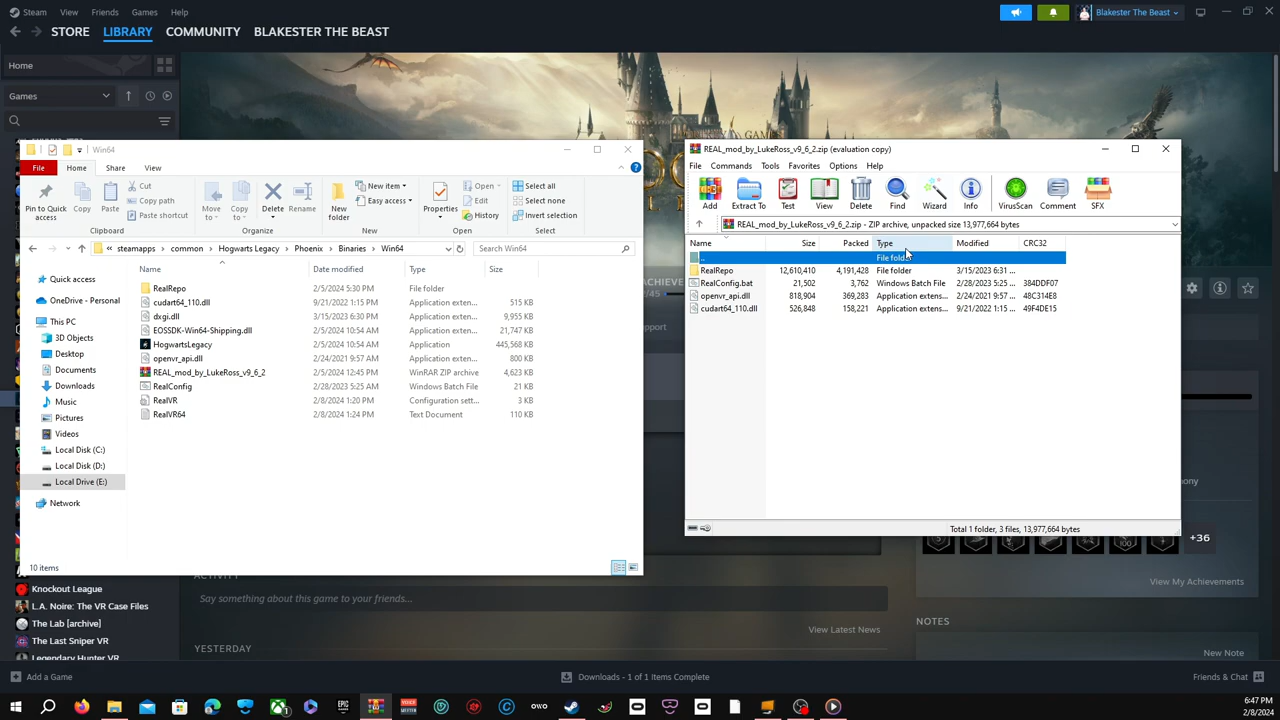 Steam View Friends Games Help
Blakester The Beast
STORE LIBRARY COMMUNITY BLAKESTER THE BEAST
Home
Games
Win64
File Home Share View
Pin to Quick access
Copy
Paste
Cut
Copy path
Paste shortcut
Move to
Copy to
Delete
Rename
New folder
New item
Easy access
Properties
Open
Edit
History
Select all
Select none
Invert selection
Clipboard Organize New Open Select
steamapps > common > Hogwarts Legacy > Phoenix > Binaries > Win64
Search Win64
Name Date modified Type Size
Quick access
OneDrive - Personal
This PC
3D Objects
Desktop
Documents
Downloads
Music
Pictures
Videos
Local Disk (C:)
Local Disk (D:)
Local Drive (E:)
Network
RealRepo 2/5/2024 5:30 PM File folder
cudart64_110.dll 9/21/2022 1:15 PM Application exten... 515 KB
dxgi.dll 3/15/2023 6:30 PM Application exten... 9,955 KB
EOSSDK-Win64-Shipping.dll 2/5/2024 10:54 AM Application exten... 21,747 KB
HogwartsLegacy 2/5/2024 10:54 AM Application 445,568 KB
openvr_api.dll 2/24/2021 9:57 AM Application exten... 800 KB
REAL_mod_by_LukeRoss_v9_6_2 2/5/2024 12:45 PM WinRAR ZIP archive 4,623 KB
RealConfig 2/28/2023 5:25 AM Windows Batch File 21 KB
RealVR 2/8/2024 1:20 PM Configuration sett... 3 KB
RealVR64 2/8/2024 1:24 PM Text Document 110 KB
10 items
REAL_mod_by_LukeRoss_v9_6_2.zip (evaluation copy)
File Commands Tools Favorites Options Help
Add Extract To Test View Delete Find Wizard Info VirusScan Comment SFX
REAL_mod_by_LukeRoss_v9_6_2.zip - ZIP archive, unpacked size 13,977,664 bytes
Name Size Packed Type Modified CRC32
.. File folder
RealRepo 12,610,410 4,191,428 File folder 3/15/2023 6:31 ...
RealConfig.bat 21,502 3,762 Windows Batch File 2/28/2023 5:25 ... 384DDF07
openvr_api.dll 818,904 369,283 Application extens... 2/24/2021 9:57 ... 48C314E8
cudart64_110.dll 526,848 158,221 Application extens... 9/21/2022 1:15 ... 49F4DE15
Total 1 folder, 3 files, 13,977,664 bytes
+36
View My Achievements
Knockout League
L.A. Noire: The VR Case Files
The Lab [archive]
The Last Sniper VR
Legendary Hunter VR
ACTIVITY
Say something about this game to your friends...
View Latest News
YESTERDAY
NOTES
New Note
Add a Game
Downloads - 1 of 1 Items Complete
Friends & Chat
6:47 PM
2/8/2024